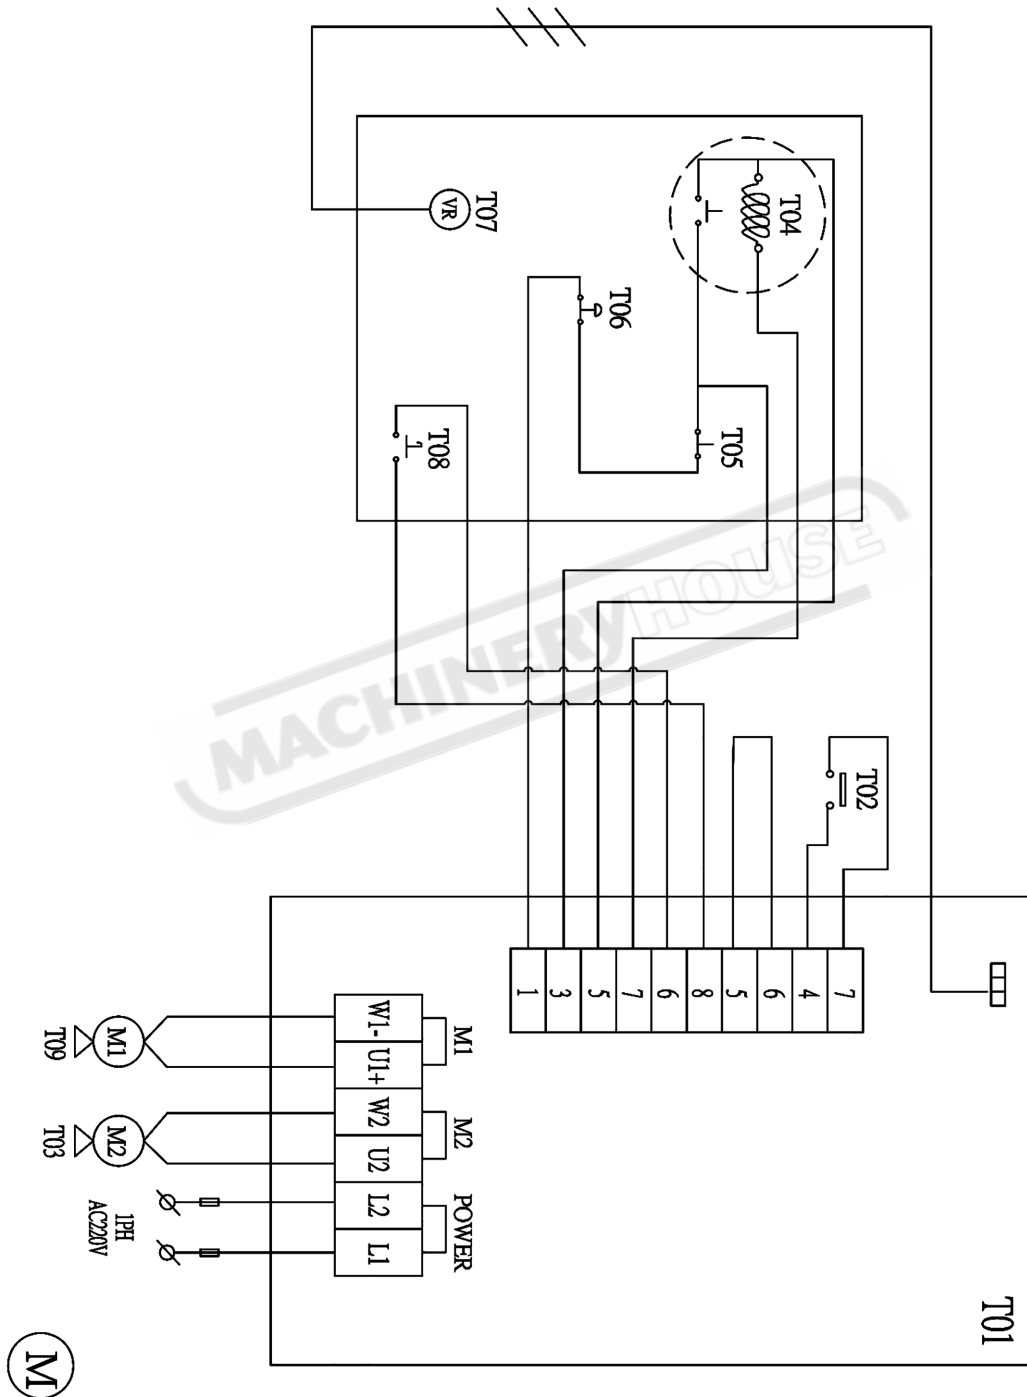 T07
VR
T04
T06
T05
T08
T02
MACHINERYHOUSE
1 3 5 7 6 8 5 6 4 7
M1
W1-
U1+
M1
T09
M2
W2
U2
M2
T03
POWER
L2
L1
1PH
AC220V
T01
M